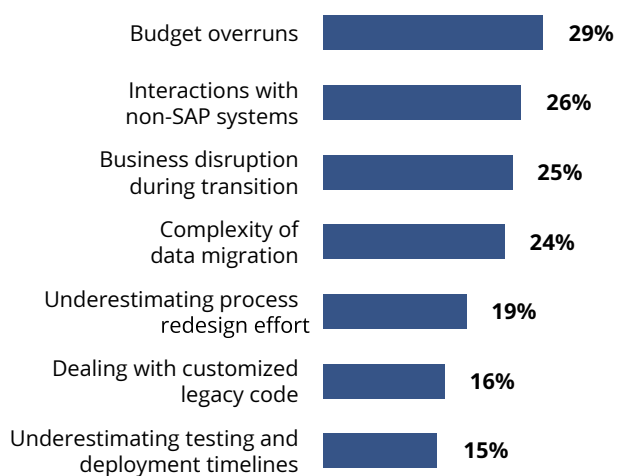 Budget overruns 29%
Interactions with
non-SAP systems 26%
Business disruption
during transition 25%
Complexity of
data migration 24%
Underestimating process
redesign effort 19%
Dealing with customized
legacy code 16%
Underestimating testing and
deployment timelines 15%